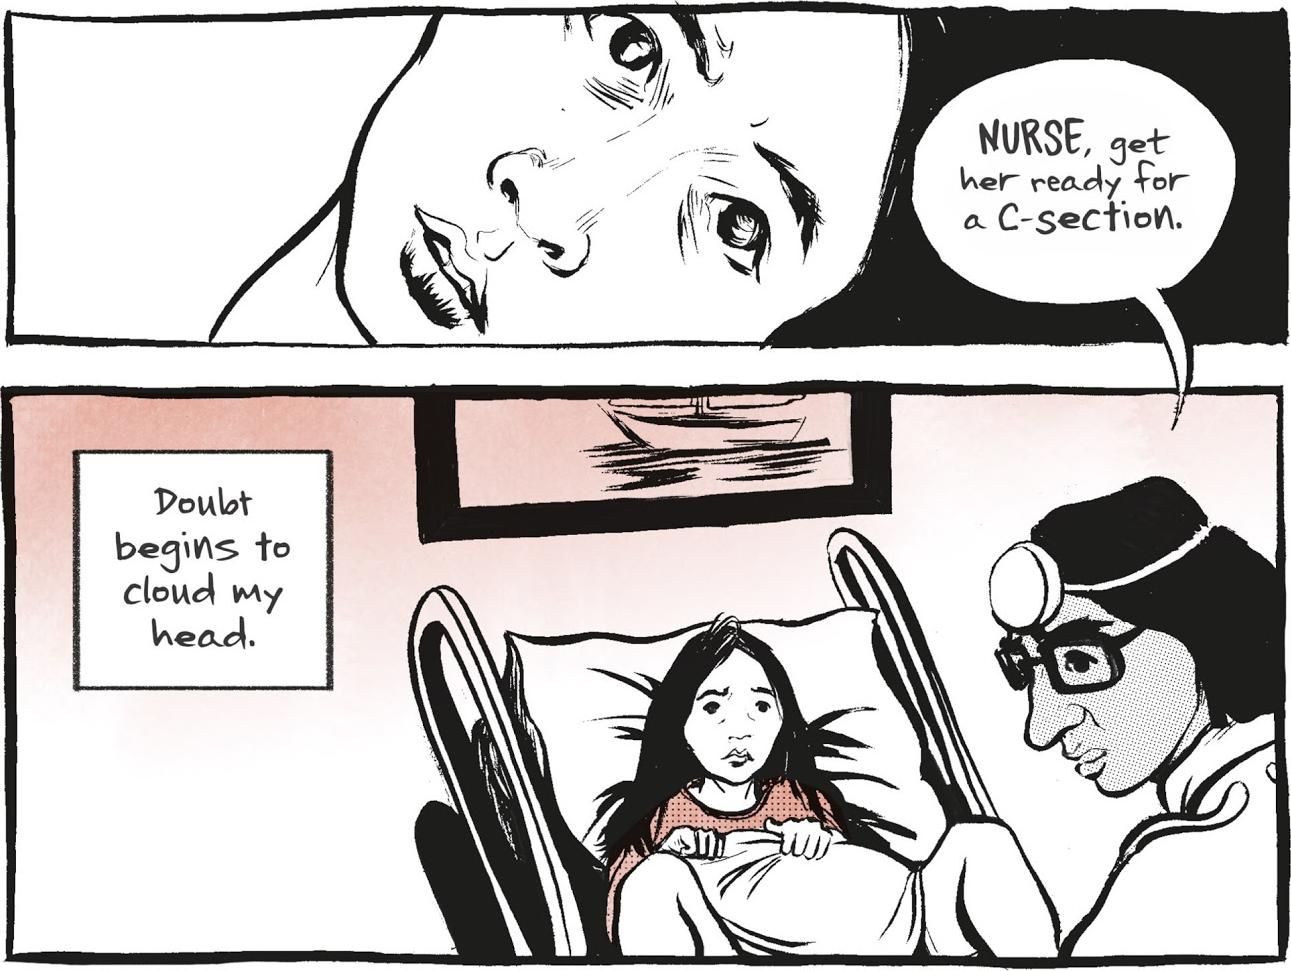 NURSE, get
her ready for
a C-section.
Doubt
begins to
cloud my
head.